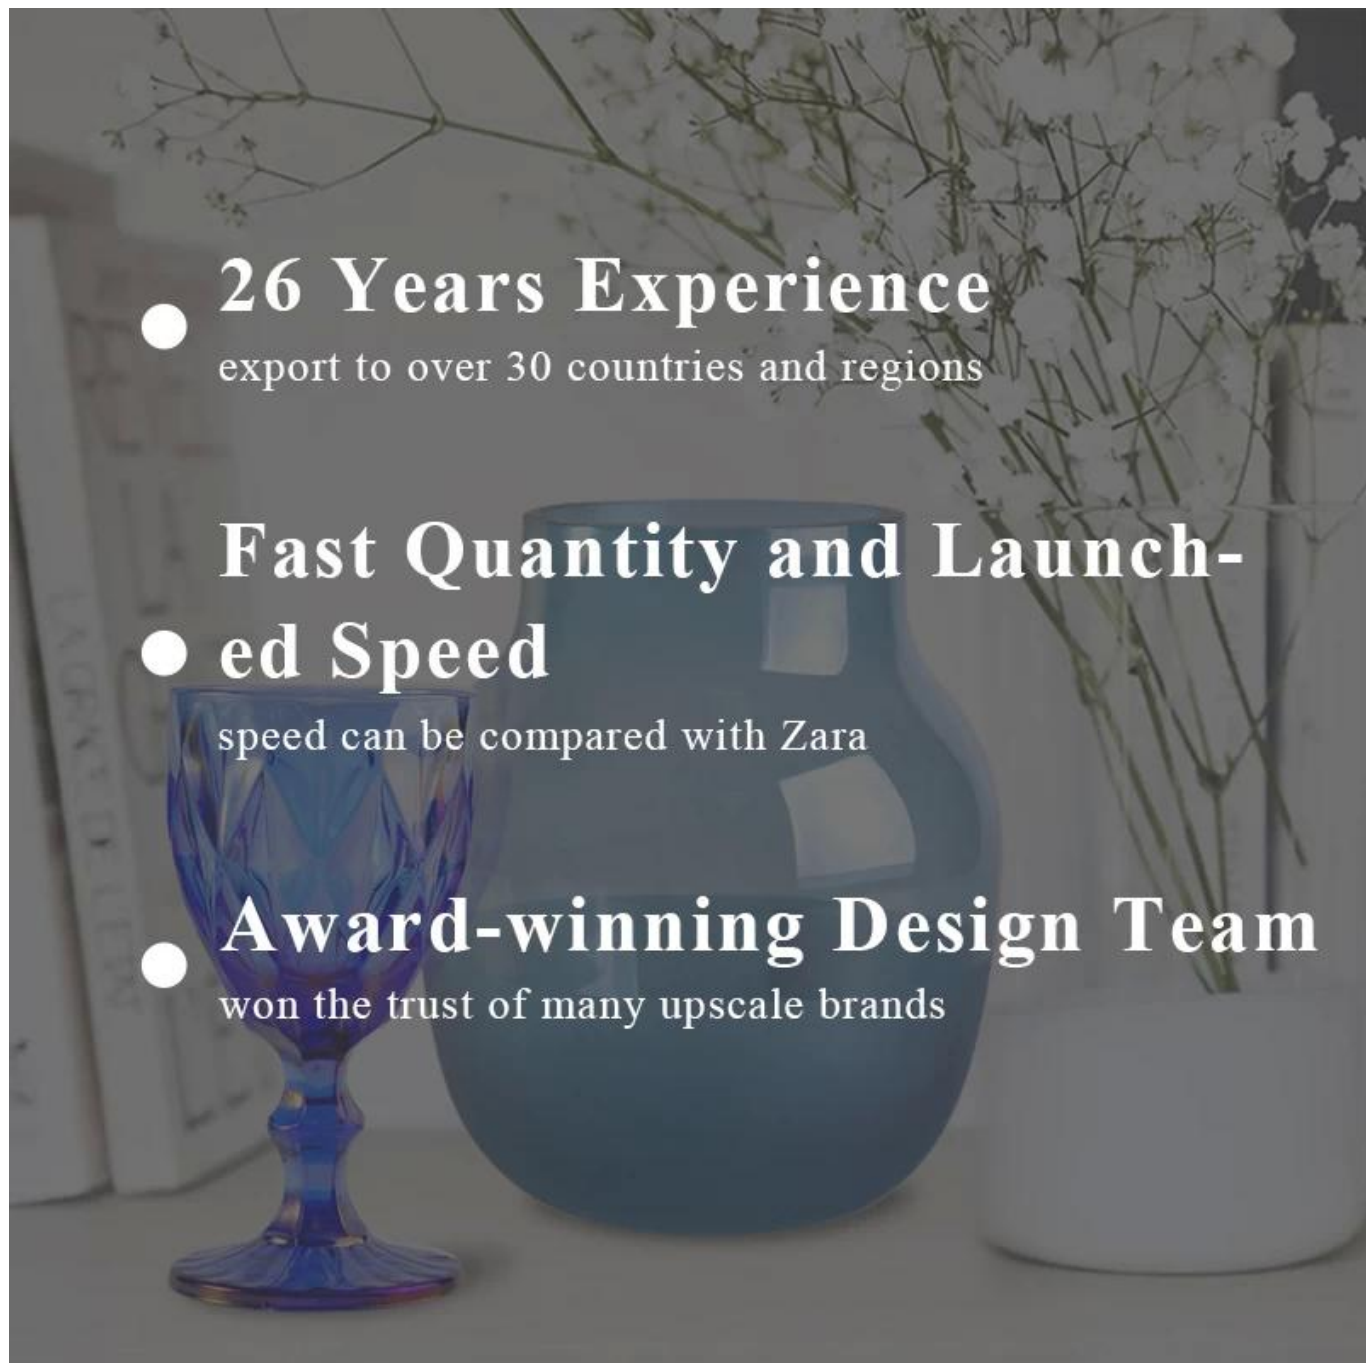 26 Years Experience
export to over 30 countries and regions
Fast Quantity and Launch-
ed Speed
speed can be compared with Zara
Award-winning Design Team
won the trust of many upscale brands